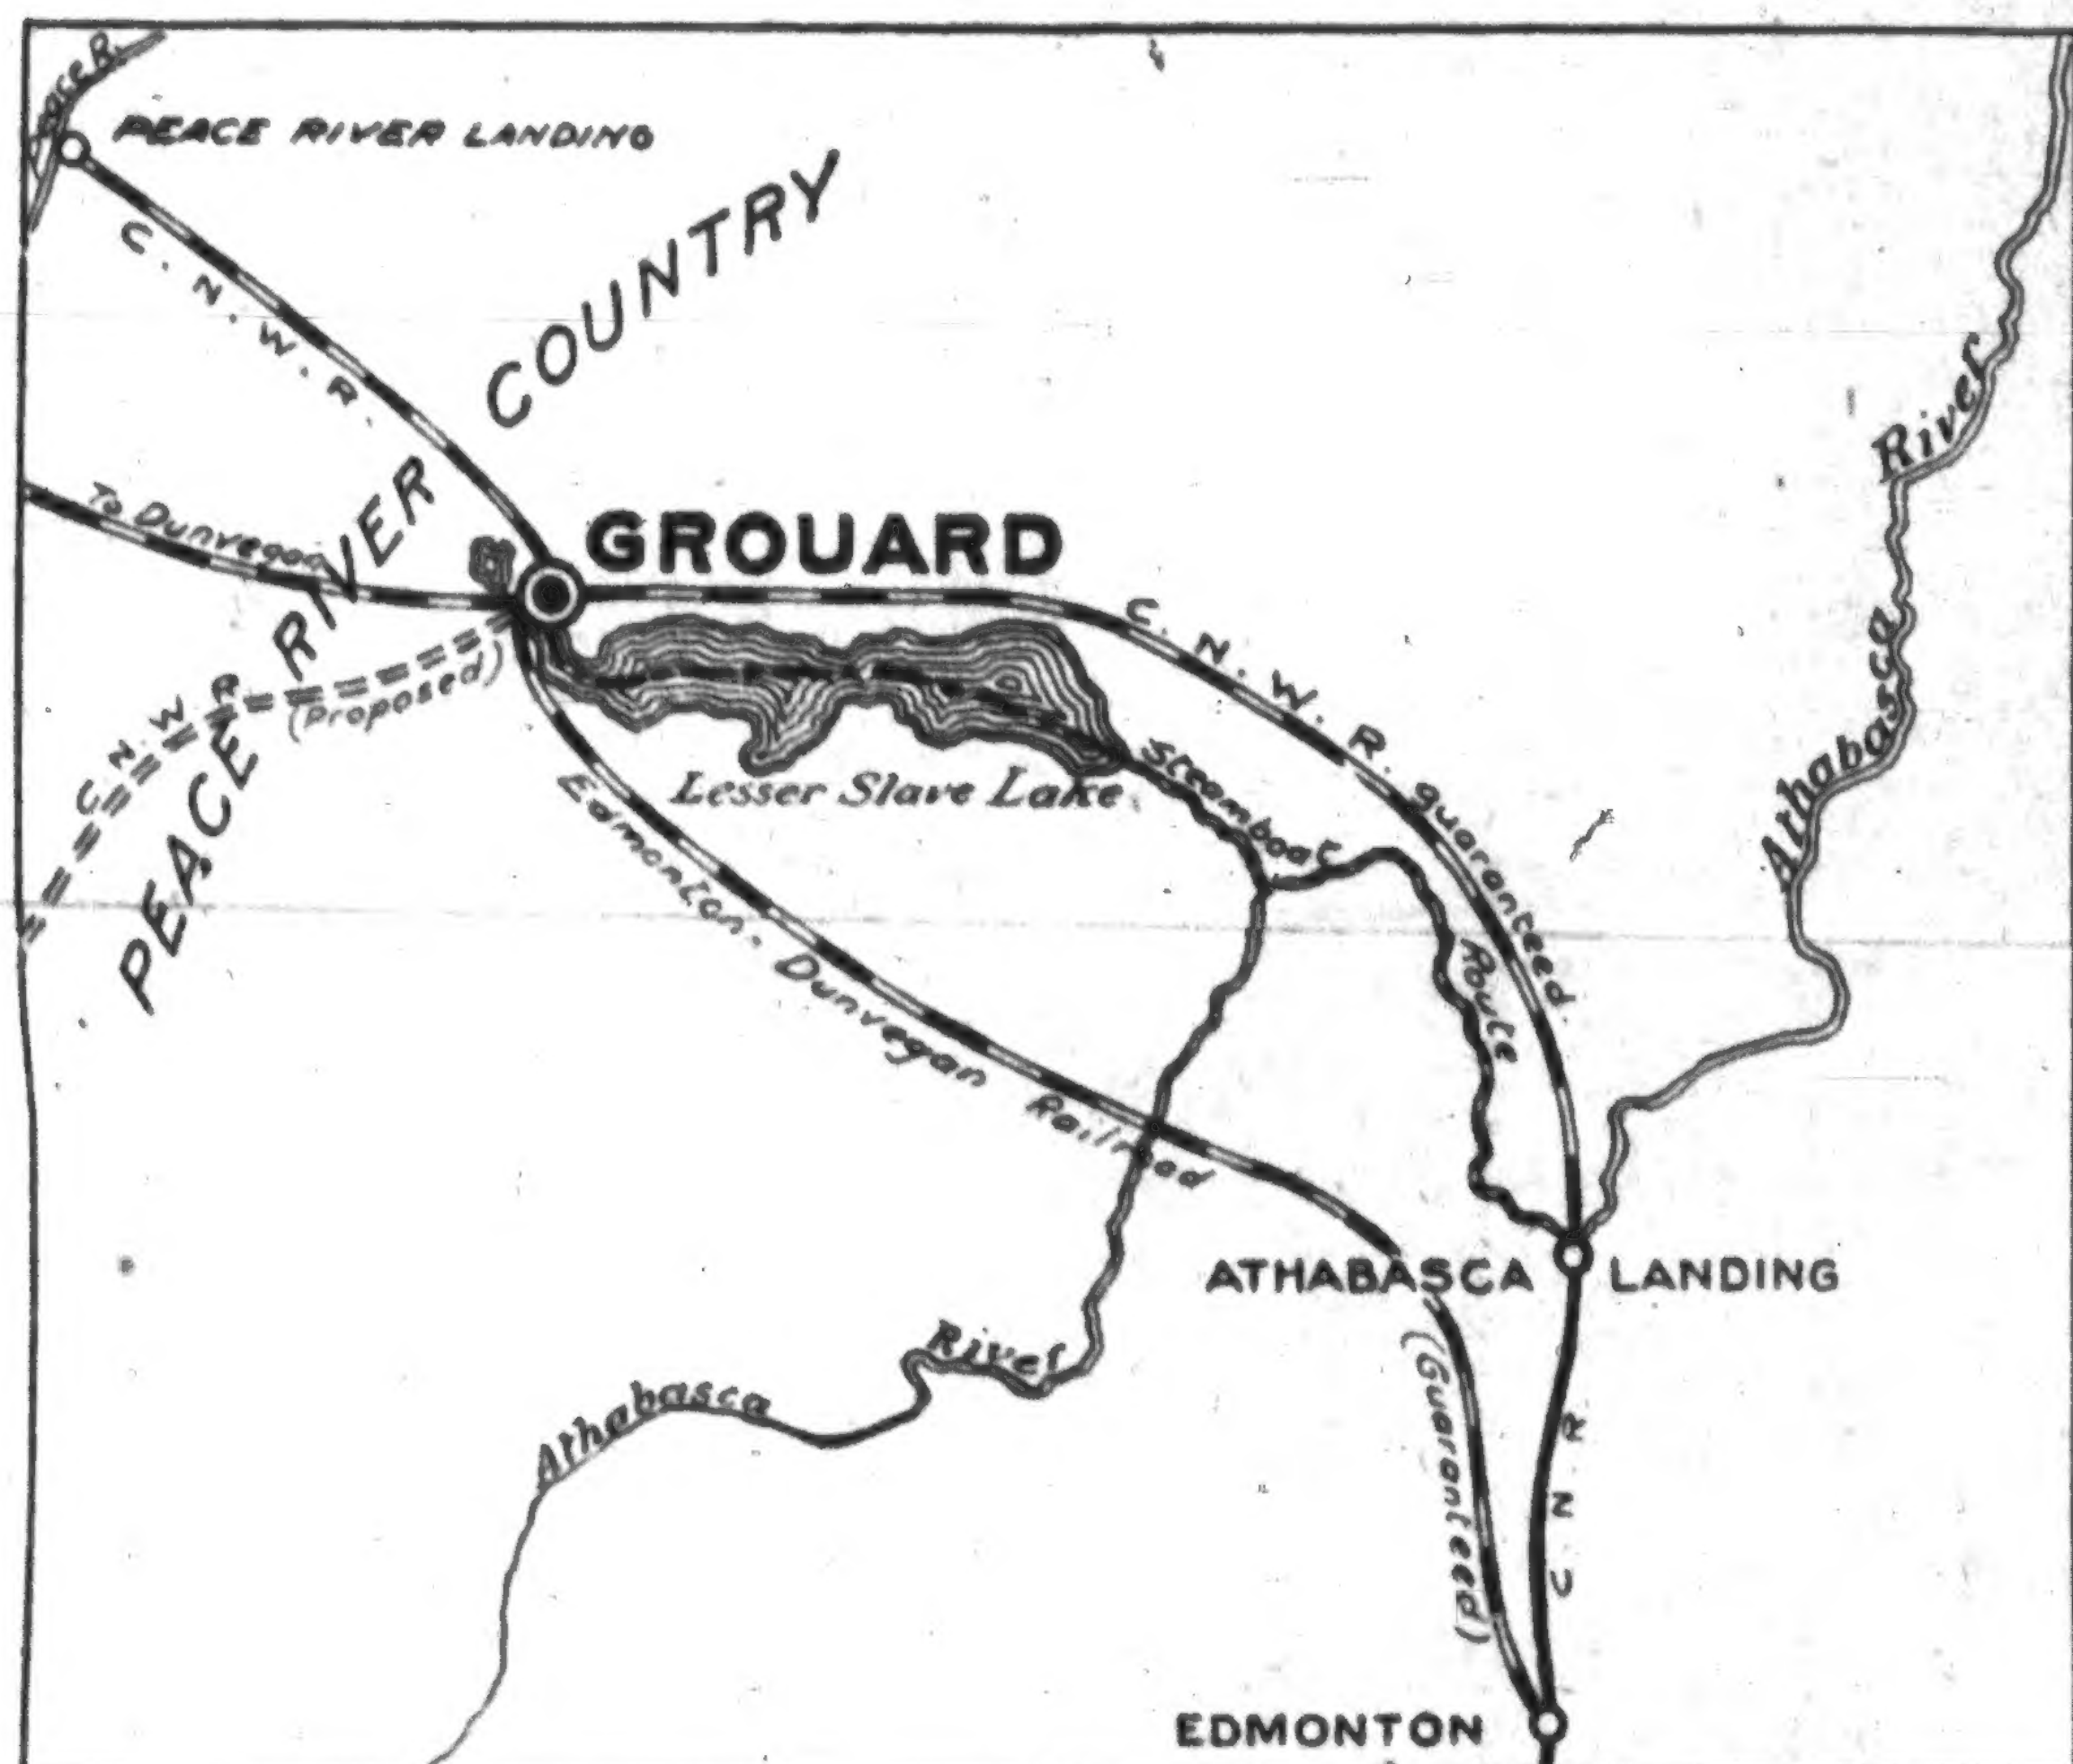 ace R.
PEACE RIVER LANDING
C. N. W. R.
PEACE RIVER COUNTRY
To Dunvegan
GROUARD
C. N. W. R. guaranteed.
C. N. W. R.
(Proposed)
Lesser Slave Lake.
Steamboat Route
Edmonton. Dunvegan Railroad
(Guaranteed)
Athabasca River
ATHABASCA LANDING
Athabasca River
C. N. R.
EDMONTON